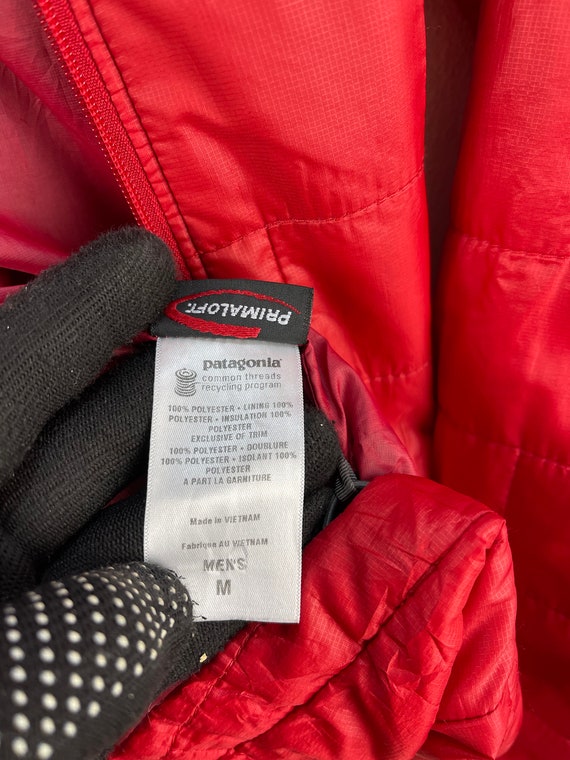 PRIMALOFT.
patagonia
common threads
recycling program
100% POLYESTER • LINING 100%
POLYESTER • INSULATION 100%
POLYESTER
EXCLUSIVE OF TRIM
100% POLYESTER • DOUBLURE
100% POLYESTER • ISOLANT 100%
POLYESTER
A PART LA GARNITURE
Made in VIETNAM
Fabriqué AU VIETNAM
MEN'S
M